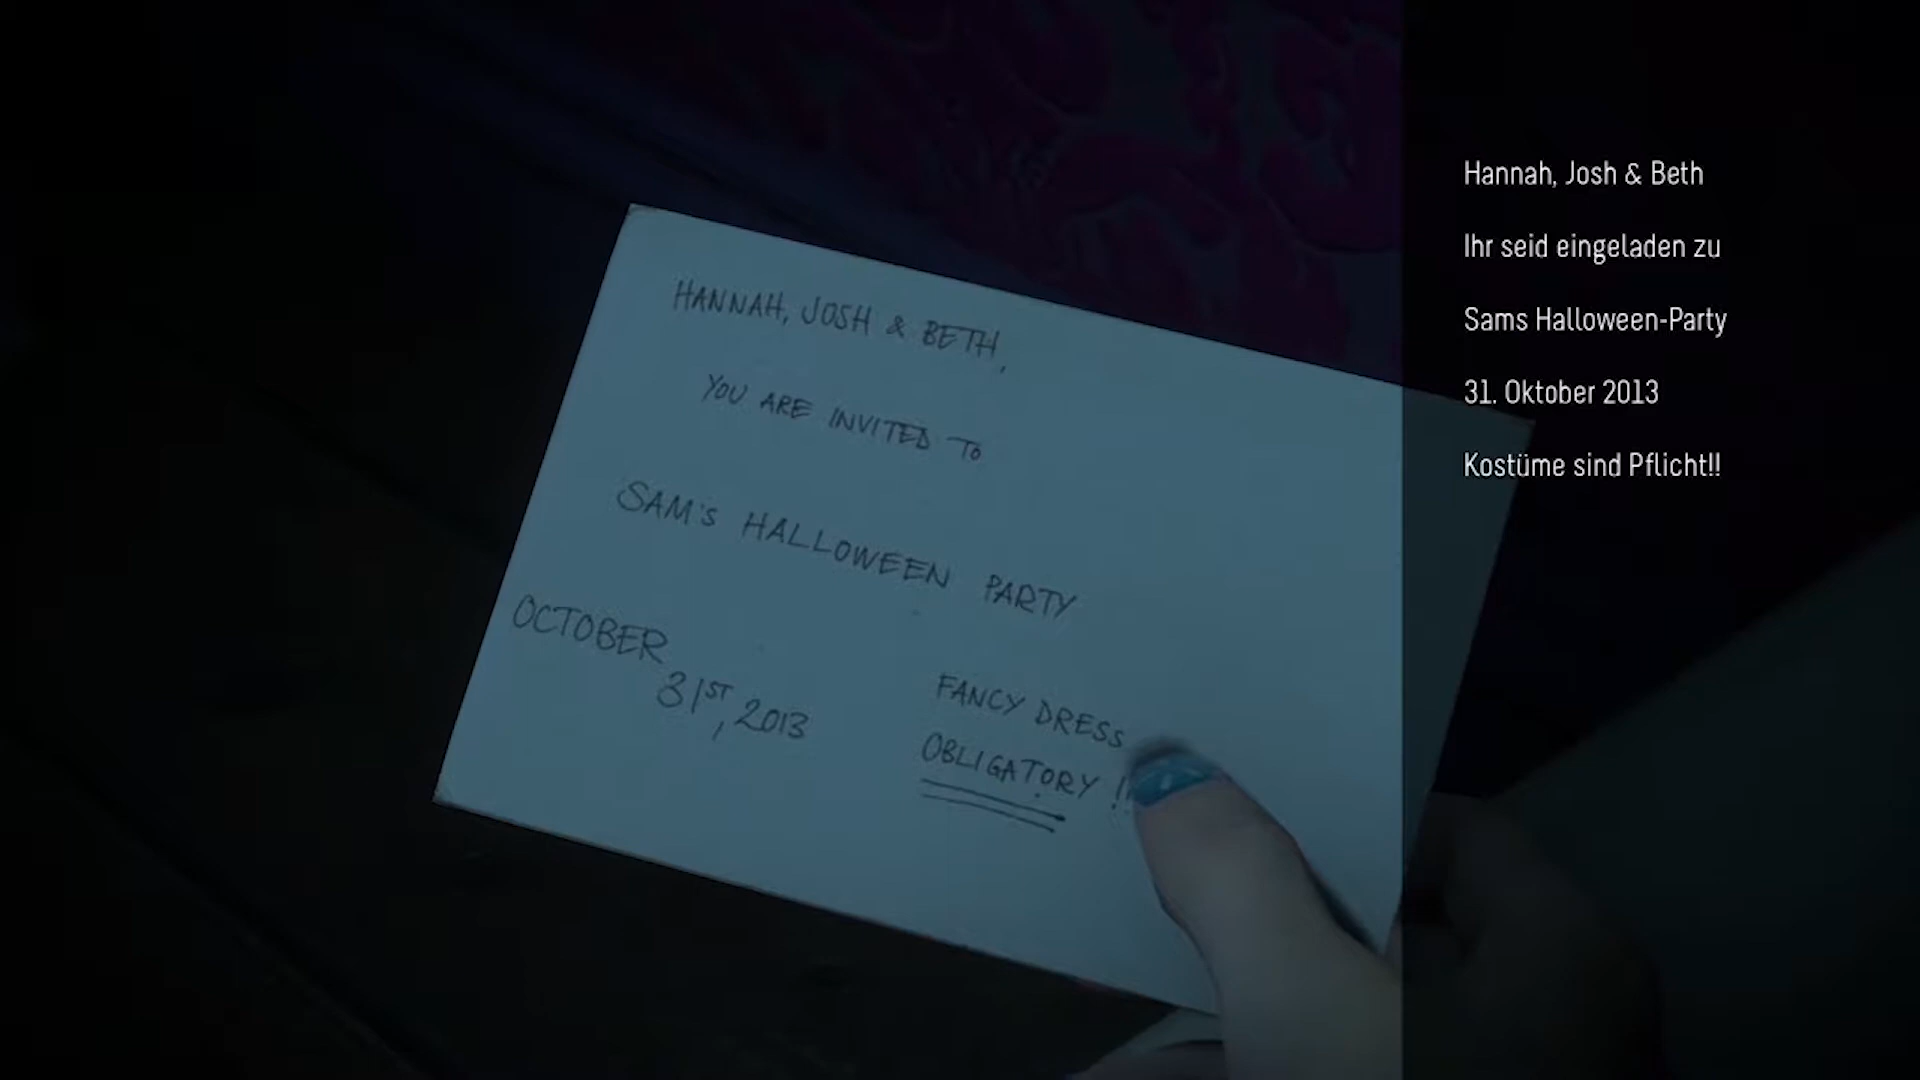 HANNAH, JOSH & BETH,
YOU ARE INVITED TO
SAM'S HALLOWEEN PARTY
OCTOBER
31ST, 2013
FANCY DRESS
OBLIGATORY !!
Hannah, Josh & Beth
Ihr seid eingeladen zu
Sams Halloween-Party
31. Oktober 2013
Kostüme sind Pflicht!!